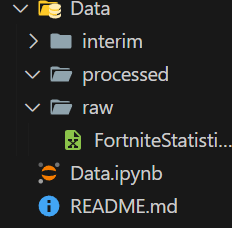 Data
interim
processed
raw
FortniteStatisti...
Data.ipynb
README.md